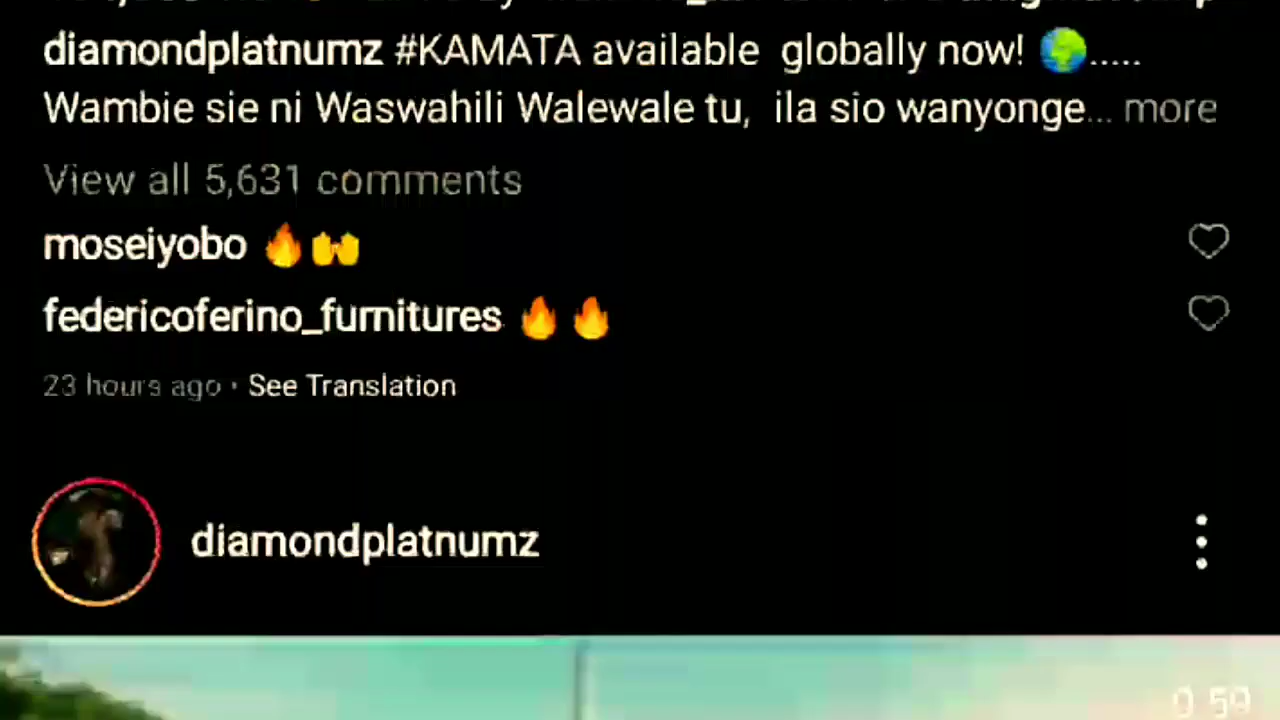 diamondplatnumz #KAMATA available globally now! 🌍.....
Wambie sie ni Waswahili Walewale tu, ila sio wanyonge... more
View all 5,631 comments
moseiyobo 🔥🙌
federicoferino_furnitures 🔥🔥
23 hours ago • See Translation
diamondplatnumz
0:59